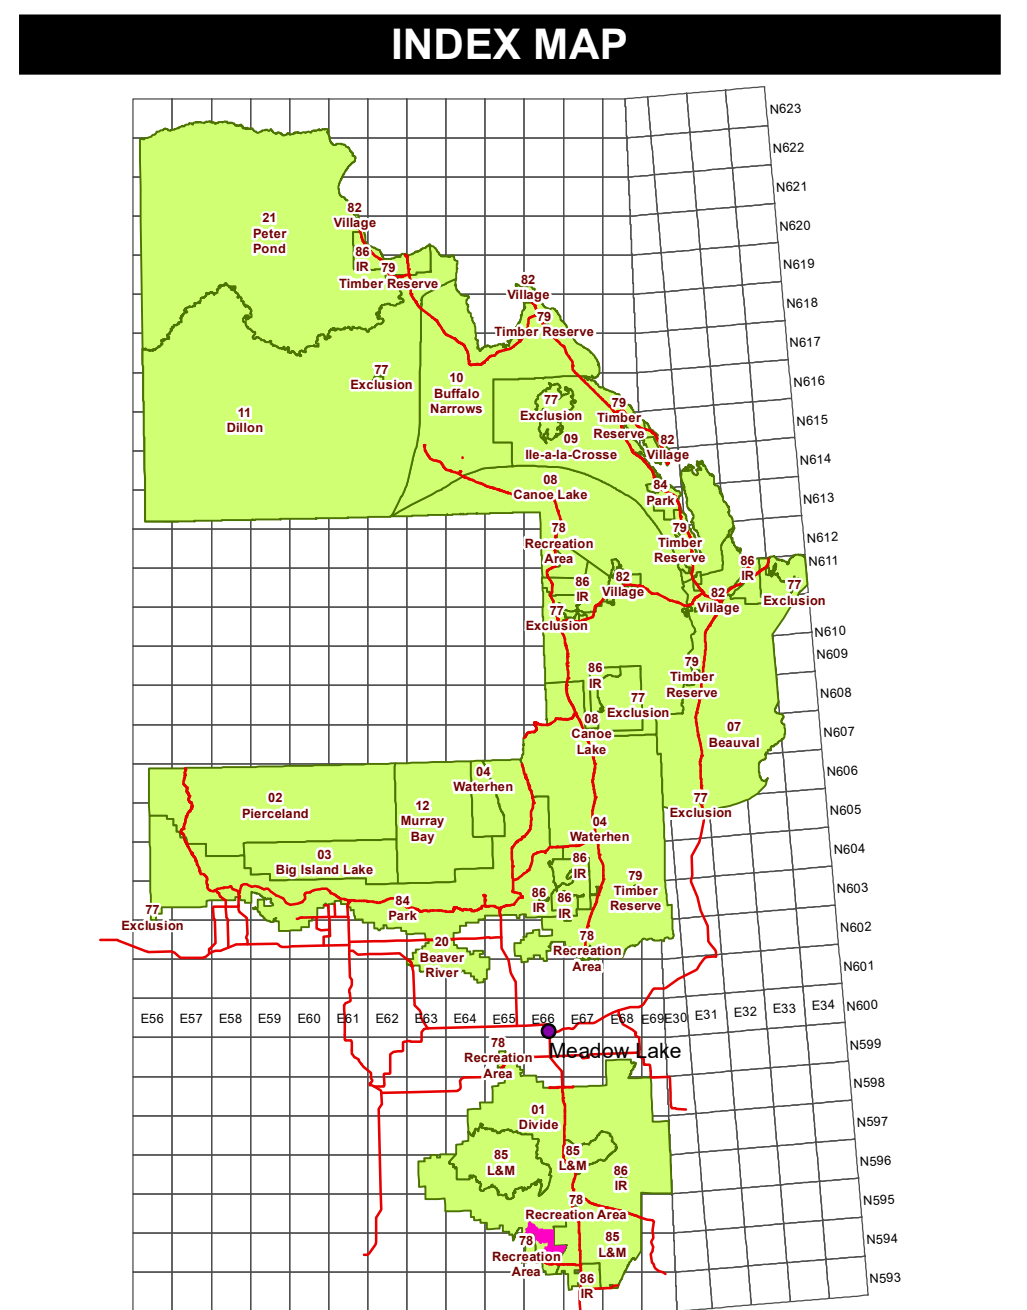 INDEX MAP
N623
N622
N621
N620
N619
N618
N617
N616
N615
N614
N613
N612
N611
N610
N609
N608
N607
N606
N605
N604
N603
N602
N601
N600
N599
N598
N597
N596
N595
N594
N593
21
Peter
Pond
82
Village
86
IR
79
Timber Reserve
82
Village
79
Timber Reserve
77
Exclusion
10
Buffalo
Narrows
11
Dillon
77
Exclusion
79
Timber
Reserve
09
Ile-a-la-Crosse
82
Village
08
Canoe Lake
84
Park
78
Recreation
Area
79
Timber
Reserve
86
IR
82
Village
86
IR
77
Exclusion
82
Village
77
Exclusion
86
IR
79
Timber
Reserve
77
Exclusion
08
Canoe
Lake
07
Beauval
04
Waterhen
02
Pierceland
12
Murray
Bay
77
Exclusion
04
Waterhen
03
Big Island Lake
86
IR
79
Timber
Reserve
86
IR
86
IR
84
Park
77
Exclusion
20
Beaver
River
78
Recreation
Area
E56
E57
E58
E59
E60
E61
E62
E63
E64
E65
E66
E67
E68
E69
E30
E31
E32
E33
E34
Meadow Lake
78
Recreation
Area
01
Divide
85
L&M
85
L&M
86
IR
78
Recreation Area
78
Recreation
Area
85
L&M
86
IR